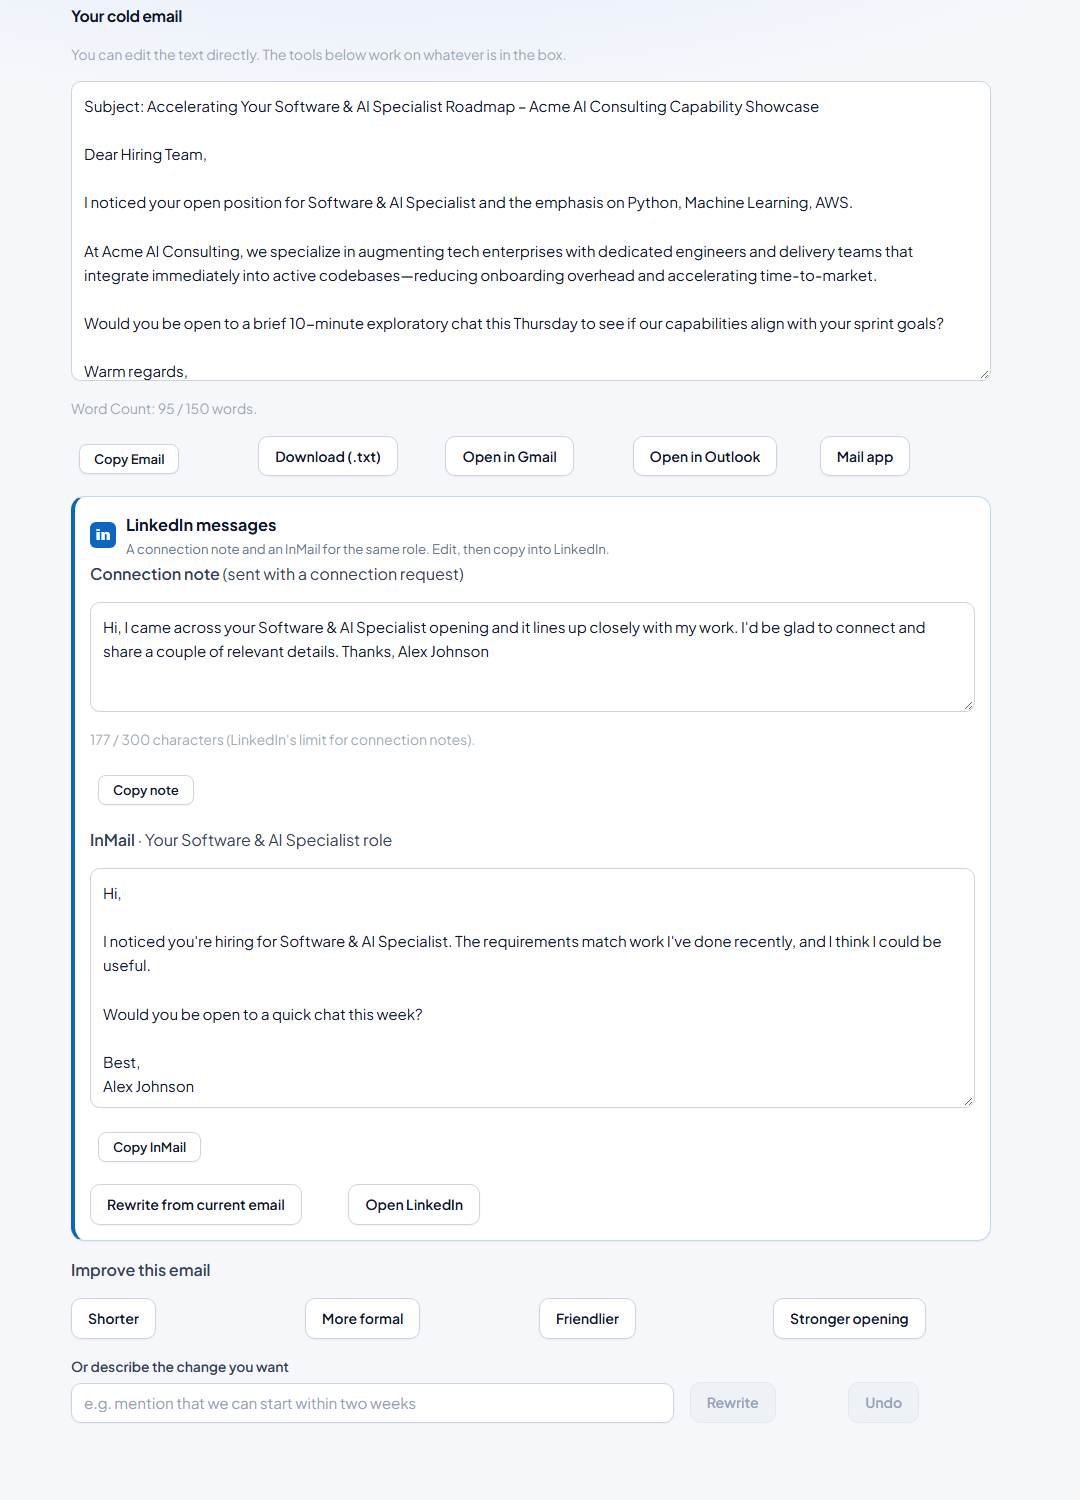 Your cold email
You can edit the text directly. The tools below work on whatever is in the box.
Subject: Accelerating Your Software & AI Specialist Roadmap – Acme AI Consulting Capability Showcase
Dear Hiring Team,
I noticed your open position for Software & AI Specialist and the emphasis on Python, Machine Learning, AWS.
At Acme AI Consulting, we specialize in augmenting tech enterprises with dedicated engineers and delivery teams that
integrate immediately into active codebases—reducing onboarding overhead and accelerating time-to-market.
Would you be open to a brief 10-minute exploratory chat this Thursday to see if our capabilities align with your sprint goals?
Warm regards,
Word Count: 95 / 150 words.
Copy Email
Download (.txt)
Open in Gmail
Open in Outlook
Mail app
in
LinkedIn messages
A connection note and an InMail for the same role. Edit, then copy into LinkedIn.
Connection note (sent with a connection request)
Hi, I came across your Software & AI Specialist opening and it lines up closely with my work. I'd be glad to connect and
share a couple of relevant details. Thanks, Alex Johnson
177 / 300 characters (LinkedIn's limit for connection notes).
Copy note
InMail · Your Software & AI Specialist role
Hi,
I noticed you're hiring for Software & AI Specialist. The requirements match work I've done recently, and I think I could be
useful.
Would you be open to a quick chat this week?
Best,
Alex Johnson
Copy InMail
Rewrite from current email
Open LinkedIn
Improve this email
Shorter
More formal
Friendlier
Stronger opening
Or describe the change you want
e.g. mention that we can start within two weeks
Rewrite
Undo